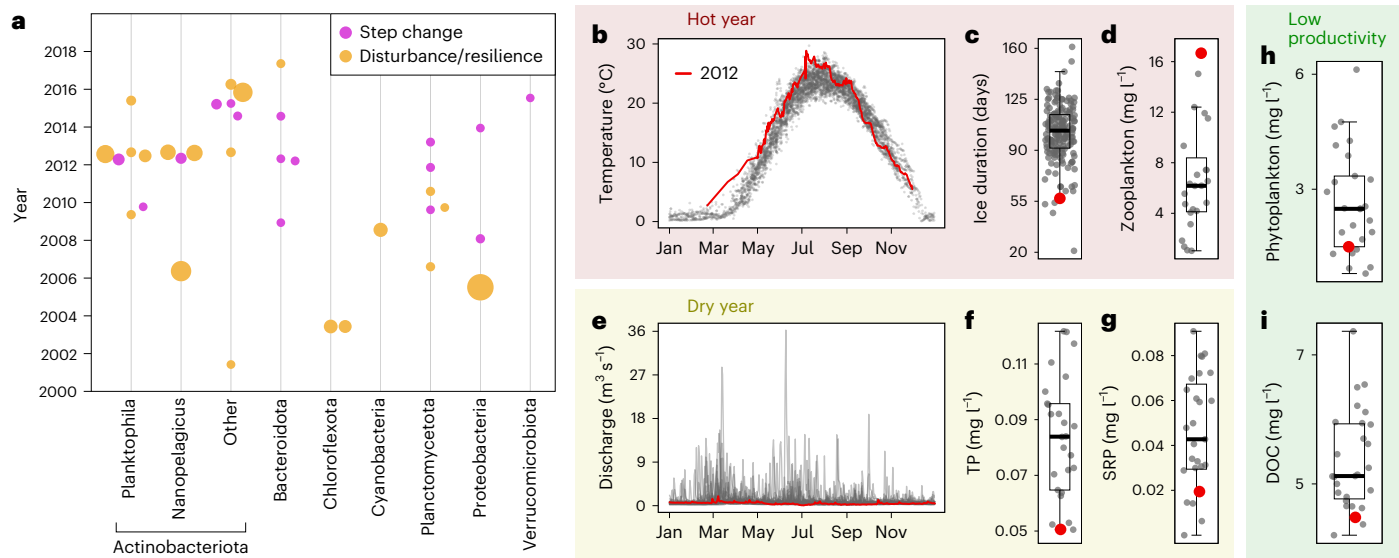 a
Step change
Disturbance/resilience
Year
2018
2016
2014
2012
2010
2008
2006
2004
2002
2000
Planktophila
Nanopelagicus
Other
Bacteroidota
Chloroflexota
Cyanobacteria
Planctomycetota
Proteobacteria
Verrucomicrobiota
Actinobacteriota
Hot year
b
Temperature (°C)
30
20
10
0
2012
Jan Mar May Jul Sep Nov
c
Ice duration (days)
160
125
90
55
20
d
Zooplankton (mg l⁻¹)
16
12
8
4
Dry year
e
Discharge (m³ s⁻¹)
36
27
18
9
0
Jan Mar May Jul Sep Nov
f
TP (mg l⁻¹)
0.11
0.09
0.07
0.05
g
SRP (mg l⁻¹)
0.08
0.06
0.04
0.02
Low
productivity
h
Phytoplankton (mg l⁻¹)
6
3
i
DOC (mg l⁻¹)
7
5